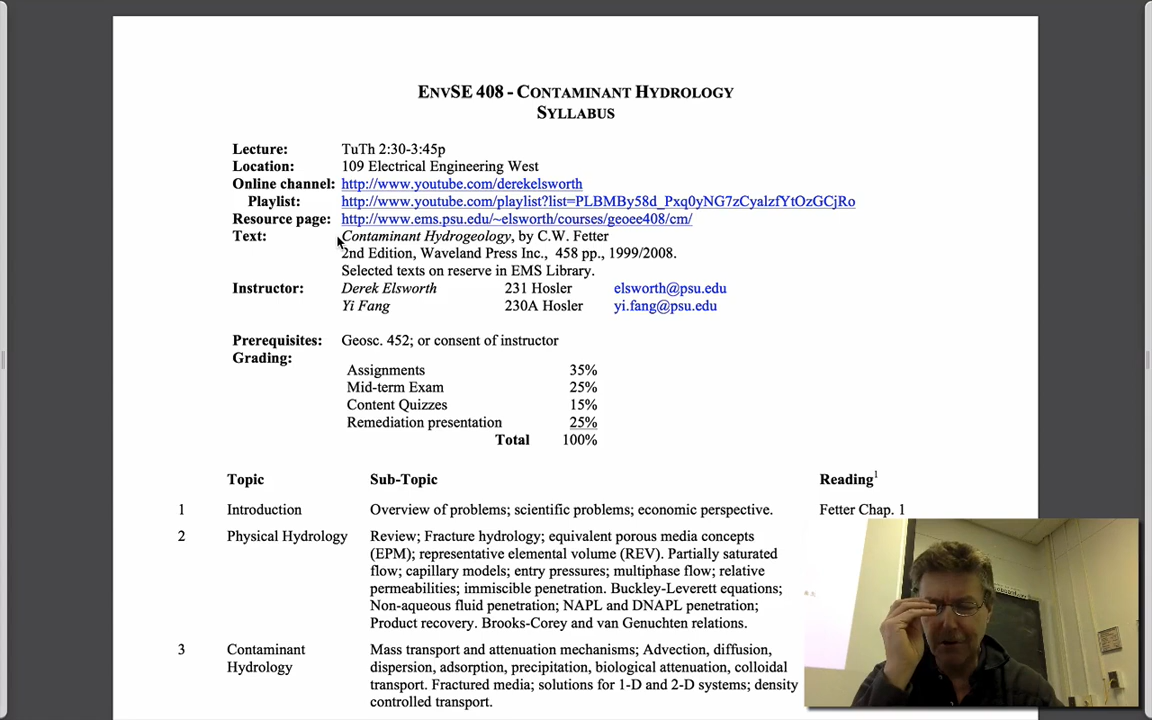 ENVSE 408 - CONTAMINANT HYDROLOGY
SYLLABUS
Lecture: TuTh 2:30-3:45p
Location: 109 Electrical Engineering West
Online channel: http://www.youtube.com/derekelsworth
Playlist: http://www.youtube.com/playlist?list=PLBMBy58d_Pxq0yNG7zCyalzfYtOzGCjRo
Resource page: http://www.ems.psu.edu/~elsworth/courses/geoee408/cm/
Text: Contaminant Hydrogeology, by C.W. Fetter
2nd Edition, Waveland Press Inc., 458 pp., 1999/2008.
Selected texts on reserve in EMS Library.
Instructor: Derek Elsworth 231 Hosler elsworth@psu.edu
Yi Fang 230A Hosler yi.fang@psu.edu
Prerequisites: Geosc. 452; or consent of instructor
Grading:
Assignments 35%
Mid-term Exam 25%
Content Quizzes 15%
Remediation presentation 25%
Total 100%
Topic Sub-Topic Reading1
1 Introduction Overview of problems; scientific problems; economic perspective. Fetter Chap. 1
2 Physical Hydrology Review; Fracture hydrology; equivalent porous media concepts
(EPM); representative elemental volume (REV). Partially saturated
flow; capillary models; entry pressures; multiphase flow; relative
permeabilities; immiscible penetration. Buckley-Leverett equations;
Non-aqueous fluid penetration; NAPL and DNAPL penetration;
Product recovery. Brooks-Corey and van Genuchten relations.
3 Contaminant Mass transport and attenuation mechanisms; Advection, diffusion,
Hydrology dispersion, adsorption, precipitation, biological attenuation, colloidal
transport. Fractured media; solutions for 1-D and 2-D systems; density
controlled transport.